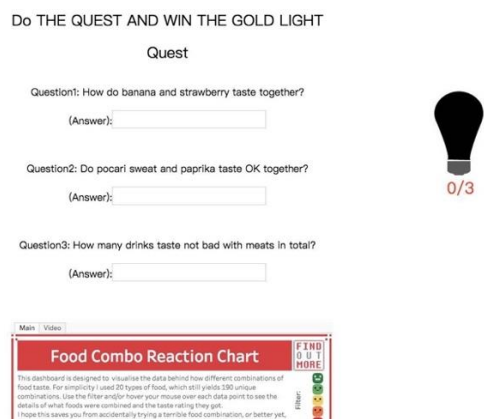 Do THE QUEST AND WIN THE GOLD LIGHT
Quest
Question1: How do banana and strawberry taste together?
(Answer):
Question2: Do pocari sweat and paprika taste OK together?
(Answer):
0/3
Question3: How many drinks taste not bad with meats in total?
(Answer):
Main Video
Food Combo Reaction Chart
FIND
OUT
MORE
This dashboard is designed to visualise the data behind how different combinations of
food taste. For simplicity I used 20 types of food, which still yields 190 unique
combinations. Use the filter and/or hover your mouse over each data point to see the
details of what foods were combined and the taste rating they got.
I hope this saves you from accidentally trying a terrible food combination, or better yet,
Filter: